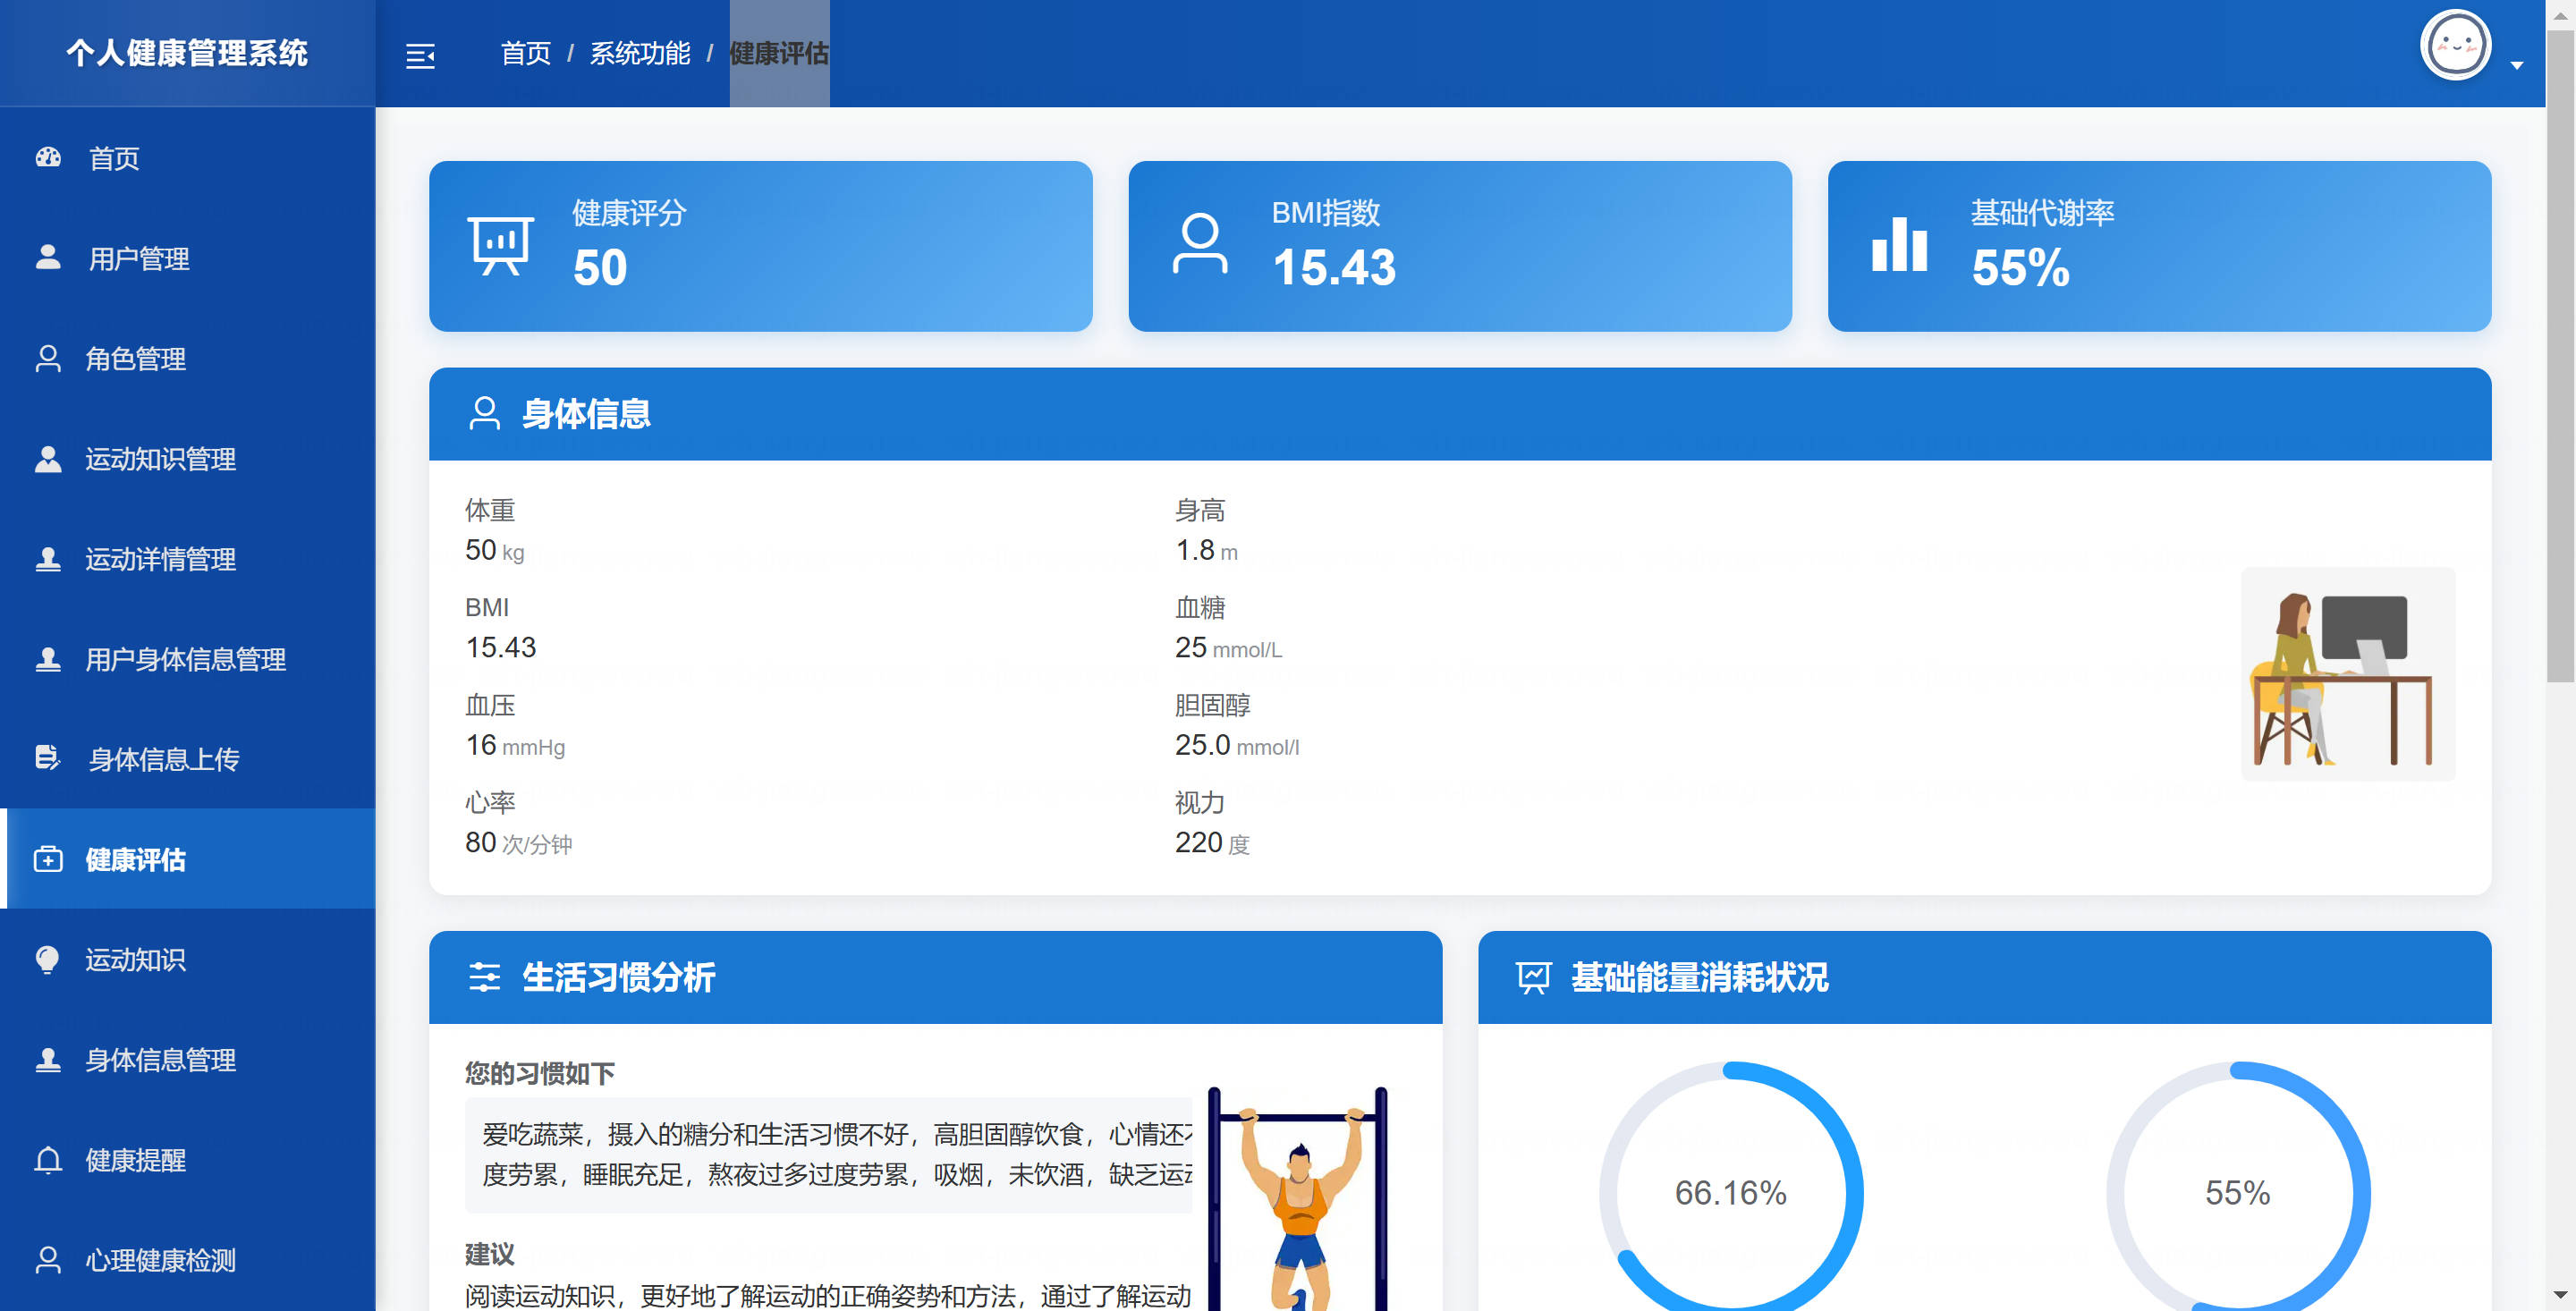 个人健康管理系统
首页 / 系统功能 / 健康评估
首页
用户管理
角色管理
运动知识管理
运动详情管理
用户身体信息管理
身体信息上传
健康评估
运动知识
身体信息管理
健康提醒
心理健康检测
健康评分
50
BMI指数
15.43
基础代谢率
55%
身体信息
体重
50 kg
身高
1.8 m
BMI
15.43
血糖
25 mmol/L
血压
16 mmHg
胆固醇
25.0 mmol/l
心率
80 次/分钟
视力
220 度
生活习惯分析
您的习惯如下
爱吃蔬菜，摄入的糖分和生活习惯不好，高胆固醇饮食，心情还
度劳累，睡眠充足，熬夜过多过度劳累，吸烟，未饮酒，缺乏运
建议
阅读运动知识，更好地了解运动的正确姿势和方法，通过了解运动
基础能量消耗状况
66.16%
55%